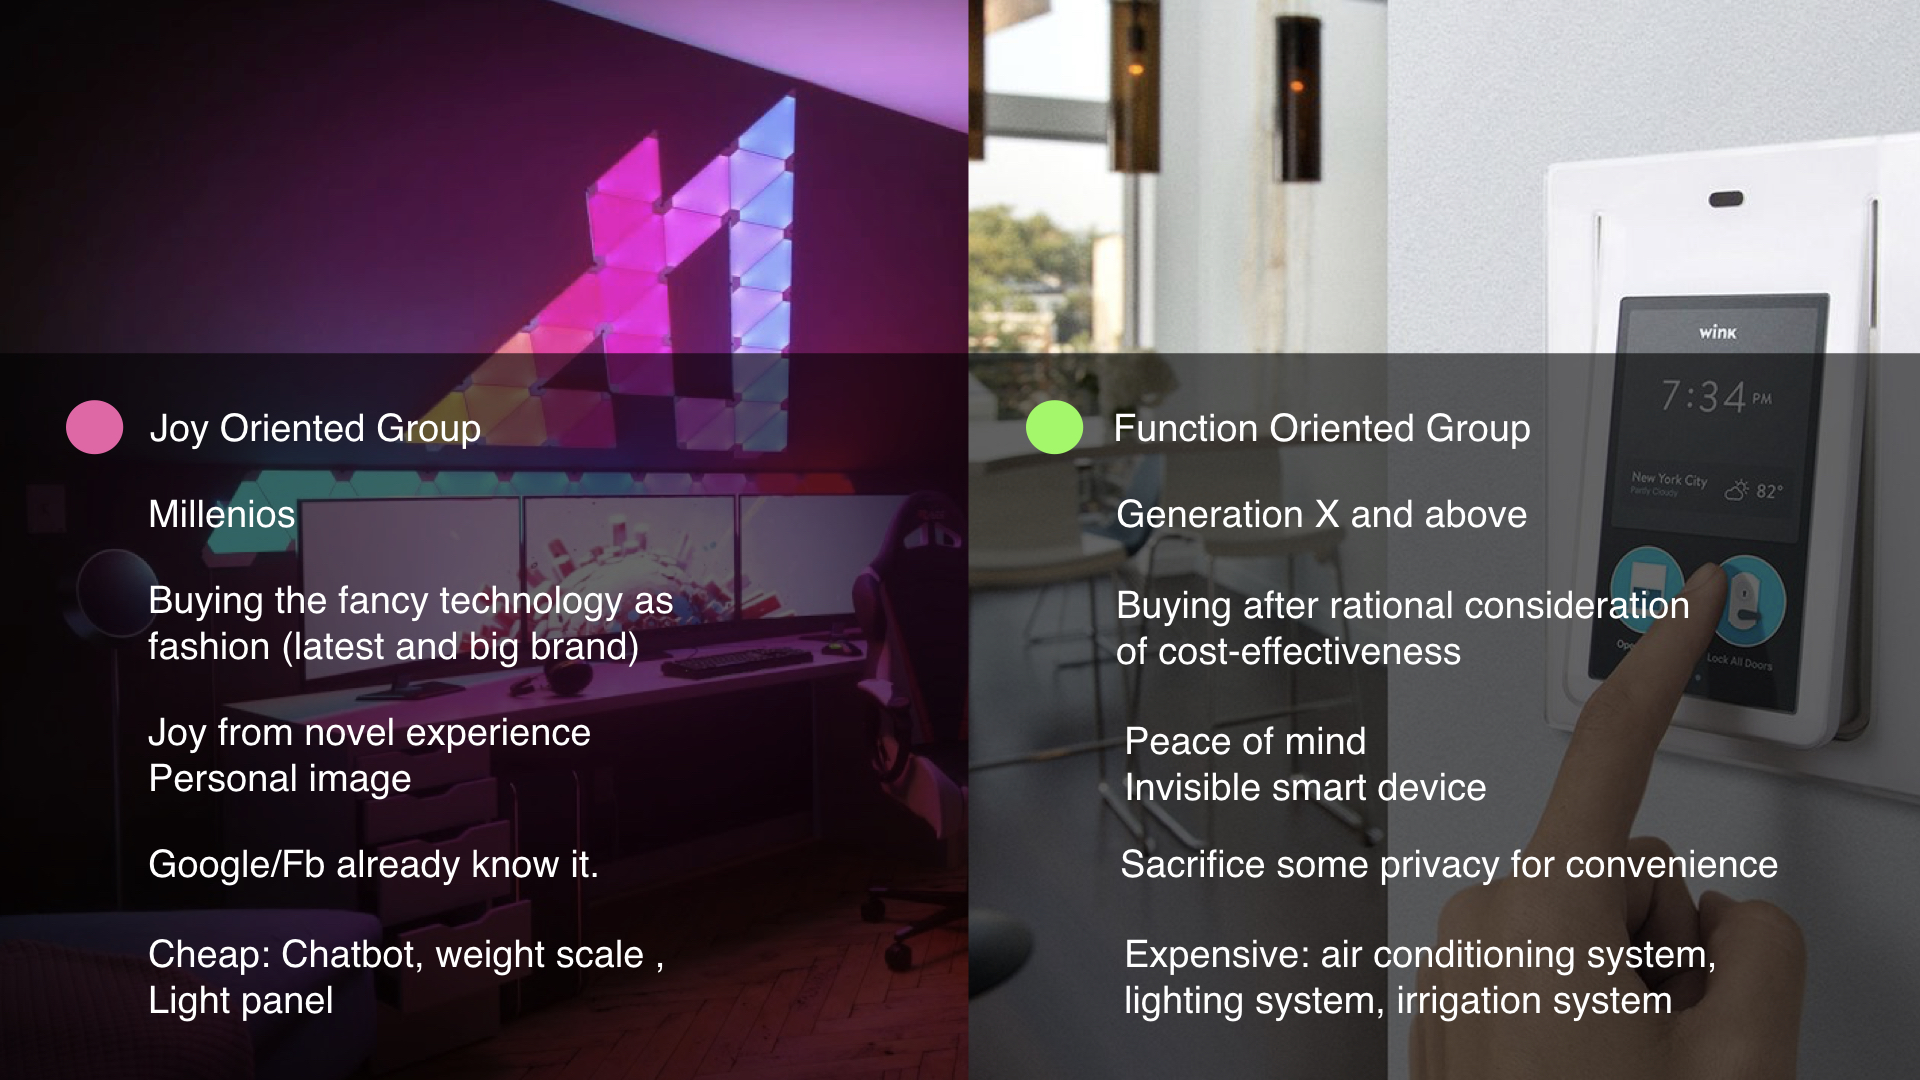 Joy Oriented Group
Millenios
Buying the fancy technology as
fashion (latest and big brand)
Joy from novel experience
Personal image
Google/Fb already know it.
Cheap: Chatbot, weight scale ,
Light panel
Function Oriented Group
Generation X and above
Buying after rational consideration
of cost-effectiveness
Peace of mind
Invisible smart device
Sacrifice some privacy for convenience
Expensive: air conditioning system,
lighting system, irrigation system
wink
7:34 PM
New York City
Partly Cloudy
82°
Lock All Doors